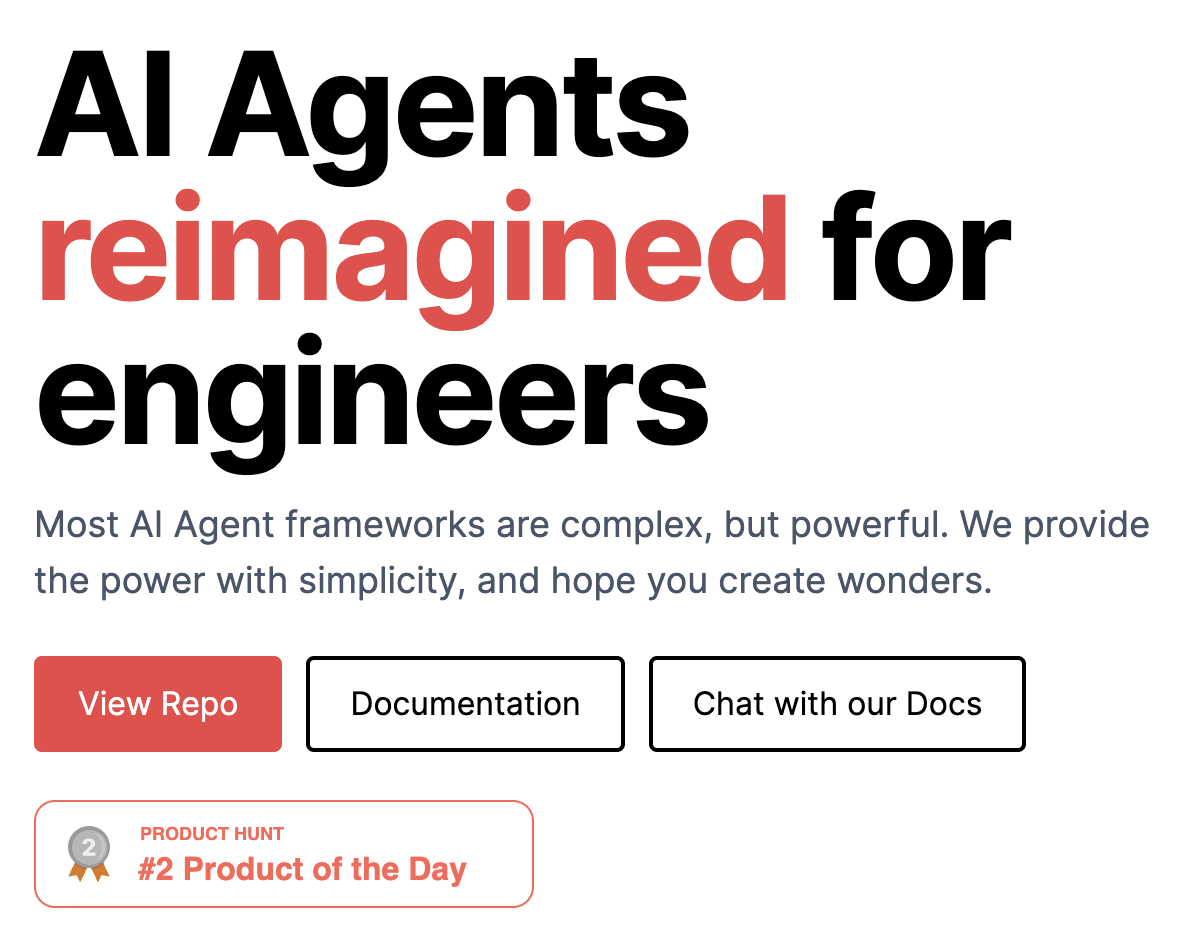 AI Agents
reimagined for
engineers
Most AI Agent frameworks are complex, but powerful. We provide
the power with simplicity, and hope you create wonders.
View Repo
Documentation
Chat with our Docs
2
PRODUCT HUNT
#2 Product of the Day